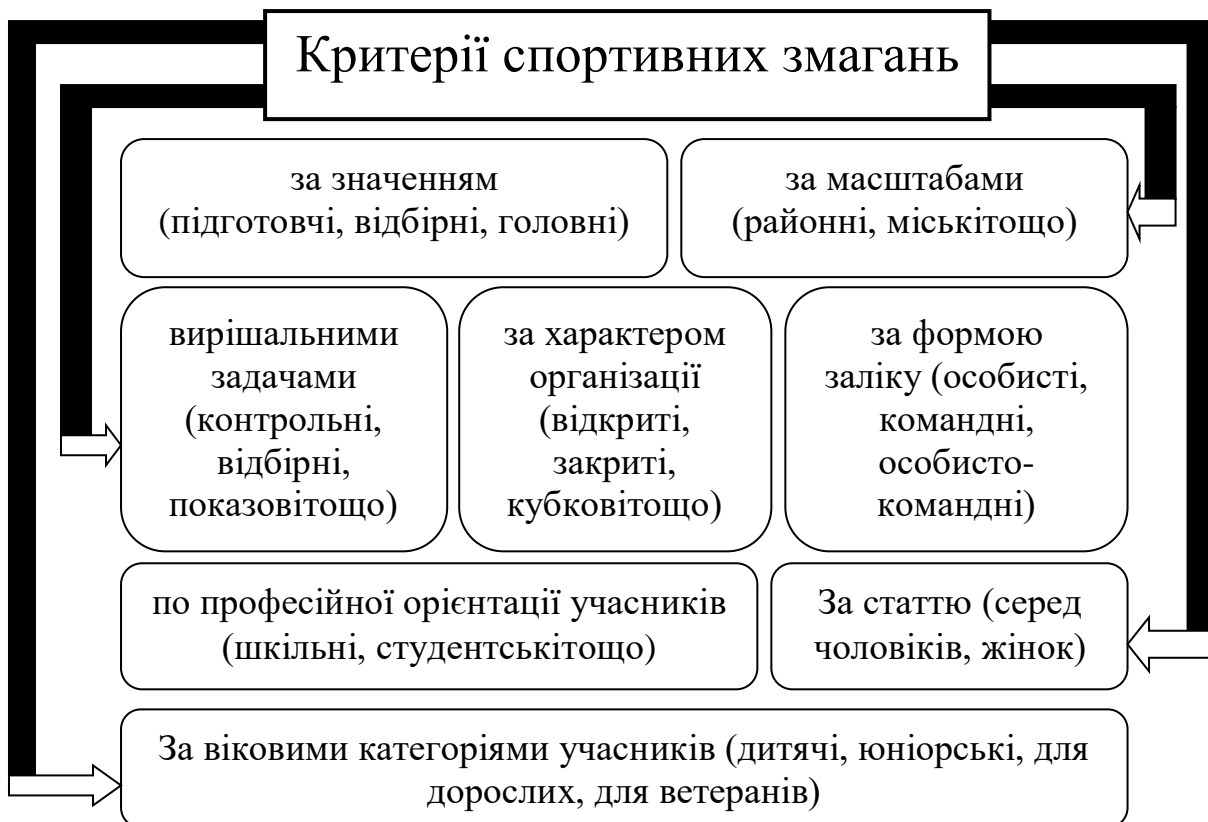 Критерії спортивних змагань
за значенням
(підготовчі, відбірні, головні)
за масштабами
(районні, міськітощо)
вирішальними
задачами
(контрольні,
відбірні,
показовітощо)
за характером
організації
(відкриті,
закриті,
кубковітощо)
за формою
заліку (особисті,
командні,
особисто-
командні)
по професійної орієнтації учасників
(шкільні, студентськітощо)
За статтю (серед
чоловіків, жінок)
За віковими категоріями учасників (дитячі, юніорські, для
дорослих, для ветеранів)